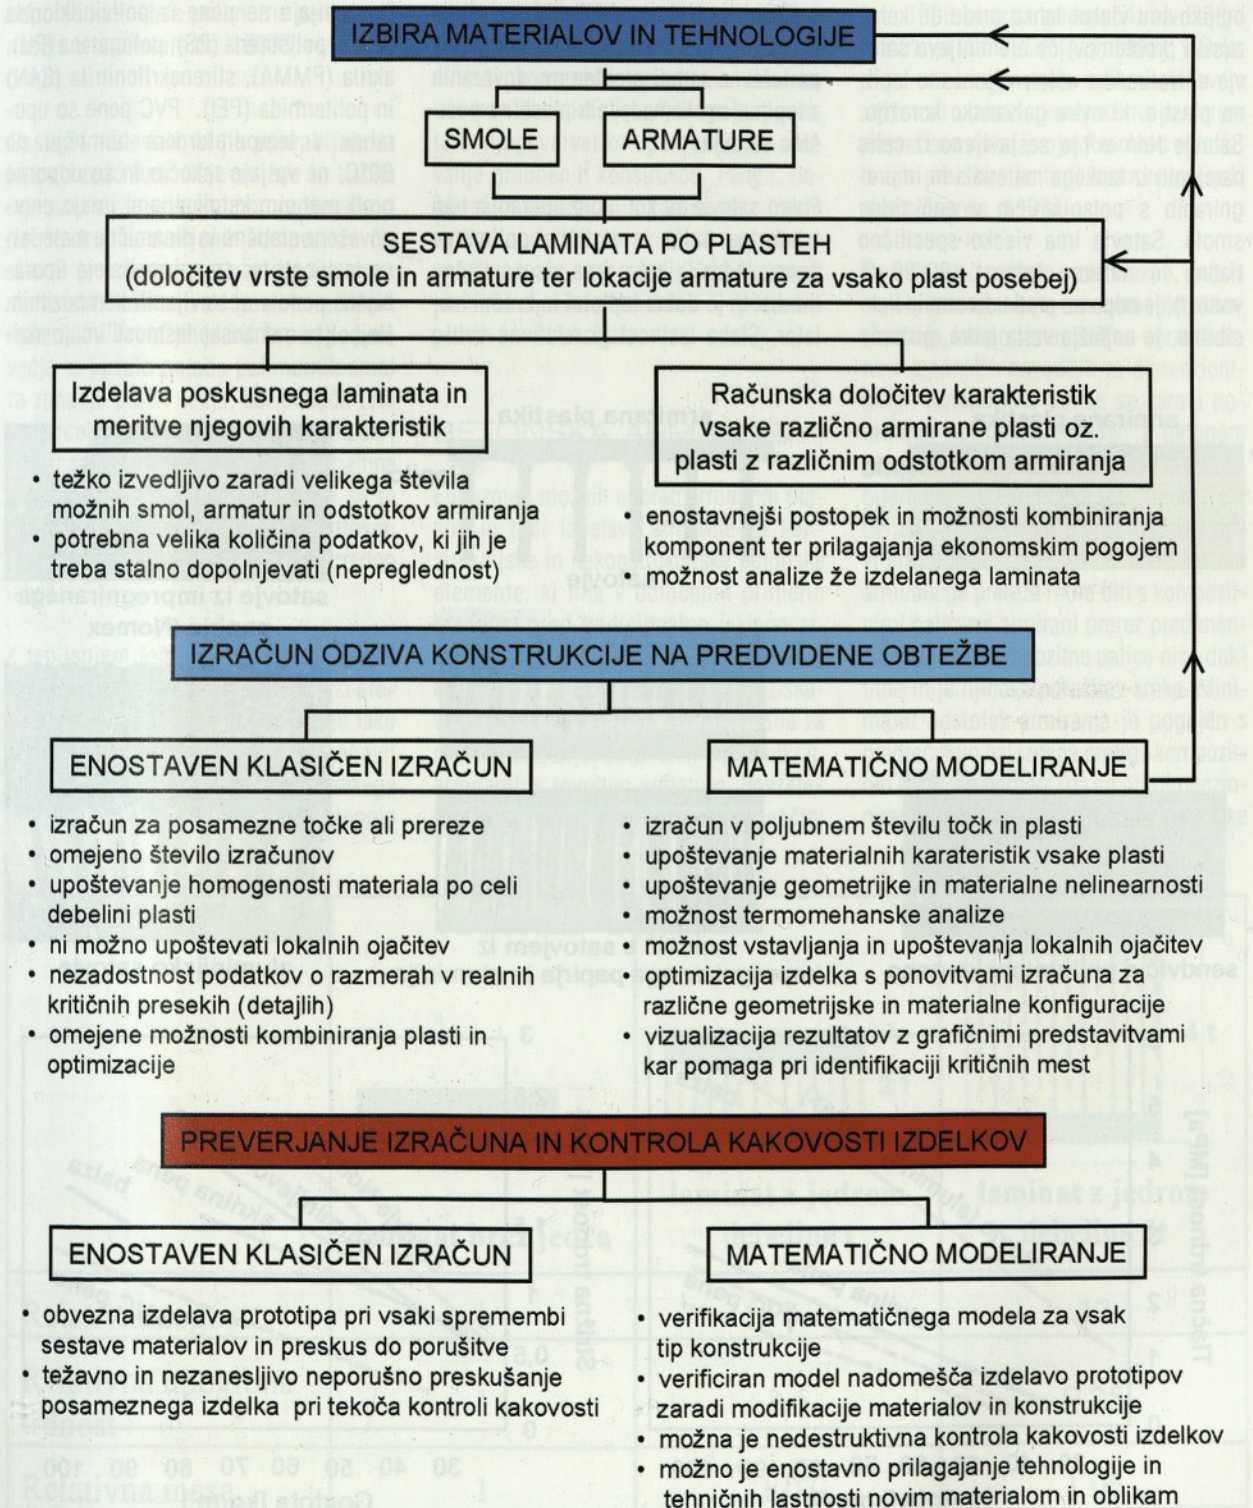 IZBIRA MATERIALOV IN TEHNOLOGIJE
SMOLE
ARMATURE
SESTAVA LAMINATA PO PLASTEH
(določitev vrste smole in armature ter lokacije armature za vsako plast posebej)
Izdelava poskusnega laminata in
meritve njegovih karakteristik
• težko izvedljivo zaradi velikega števila
možnih smol, armatur in odstotkov armiranja
• potrebna velika količina podatkov, ki jih je
treba stalno dopolnjevati (nepreglednost)
Računska določitev karakteristik
vsake različno armirane plasti oz.
plasti z različnim odstotkom armiranja
• enostavnejši postopek in možnosti kombiniranja
komponent ter prilagajanja ekonomskim pogojem
• možnost analize že izdelanega laminata
IZRAČUN ODZIVA KONSTRUKCIJE NA PREDVIDENE OBTEŽBE
ENOSTAVEN KLASIČEN IZRAČUN
• izračun za posamezne točke ali prereze
• omejeno število izračunov
• upoštevanje homogenosti materiala po celi
debelini plasti
• ni možno upoštevati lokalnih ojačitev
• nezadostnost podatkov o razmerah v realnih
kritičnih presekih (detajlih)
• omejene možnosti kombiniranja plasti in
optimizacije
MATEMATIČNO MODELIRANJE
• izračun v poljubnem številu točk in plasti
• upoštevanje materialnih karateristik vsake plasti
• upoštevanje geometrijke in materialne nelinearnosti
• možnost termomehanske analize
• možnost vstavljanja in upoštevanja lokalnih ojačitev
• optimizacija izdelka s ponovitvami izračunov za
različne geometrijske in materialne konfiguracije
• vizualizacija rezultatov z grafičnimi predstavitvami
kar pomaga pri identifikaciji kritičnih mest
PREVERJANJE IZRAČUNA IN KONTROLA KAKOVOSTI IZDELKOV
ENOSTAVEN KLASIČEN IZRAČUN
• obvezna izdelava prototipa pri vsaki spremembi
sestave materialov in preskus do porušitve
• težavno in nezanesljivo neporušno preskušanje
posameznega izdelka pri tekoča kontroli kakovosti
MATEMATIČNO MODELIRANJE
• verifikacija matematičnega modela za vsak
tip konstrukcije
• verificiran model nadomešča izdelavo prototipov
zaradi modifikacije materialov in konstrukcije
• možna je nedestruktivna kontrola kakovosti izdelkov
• možno je enostavno prilagajanje tehnologije in
tehničnih lastnosti novim materialom in oblikam